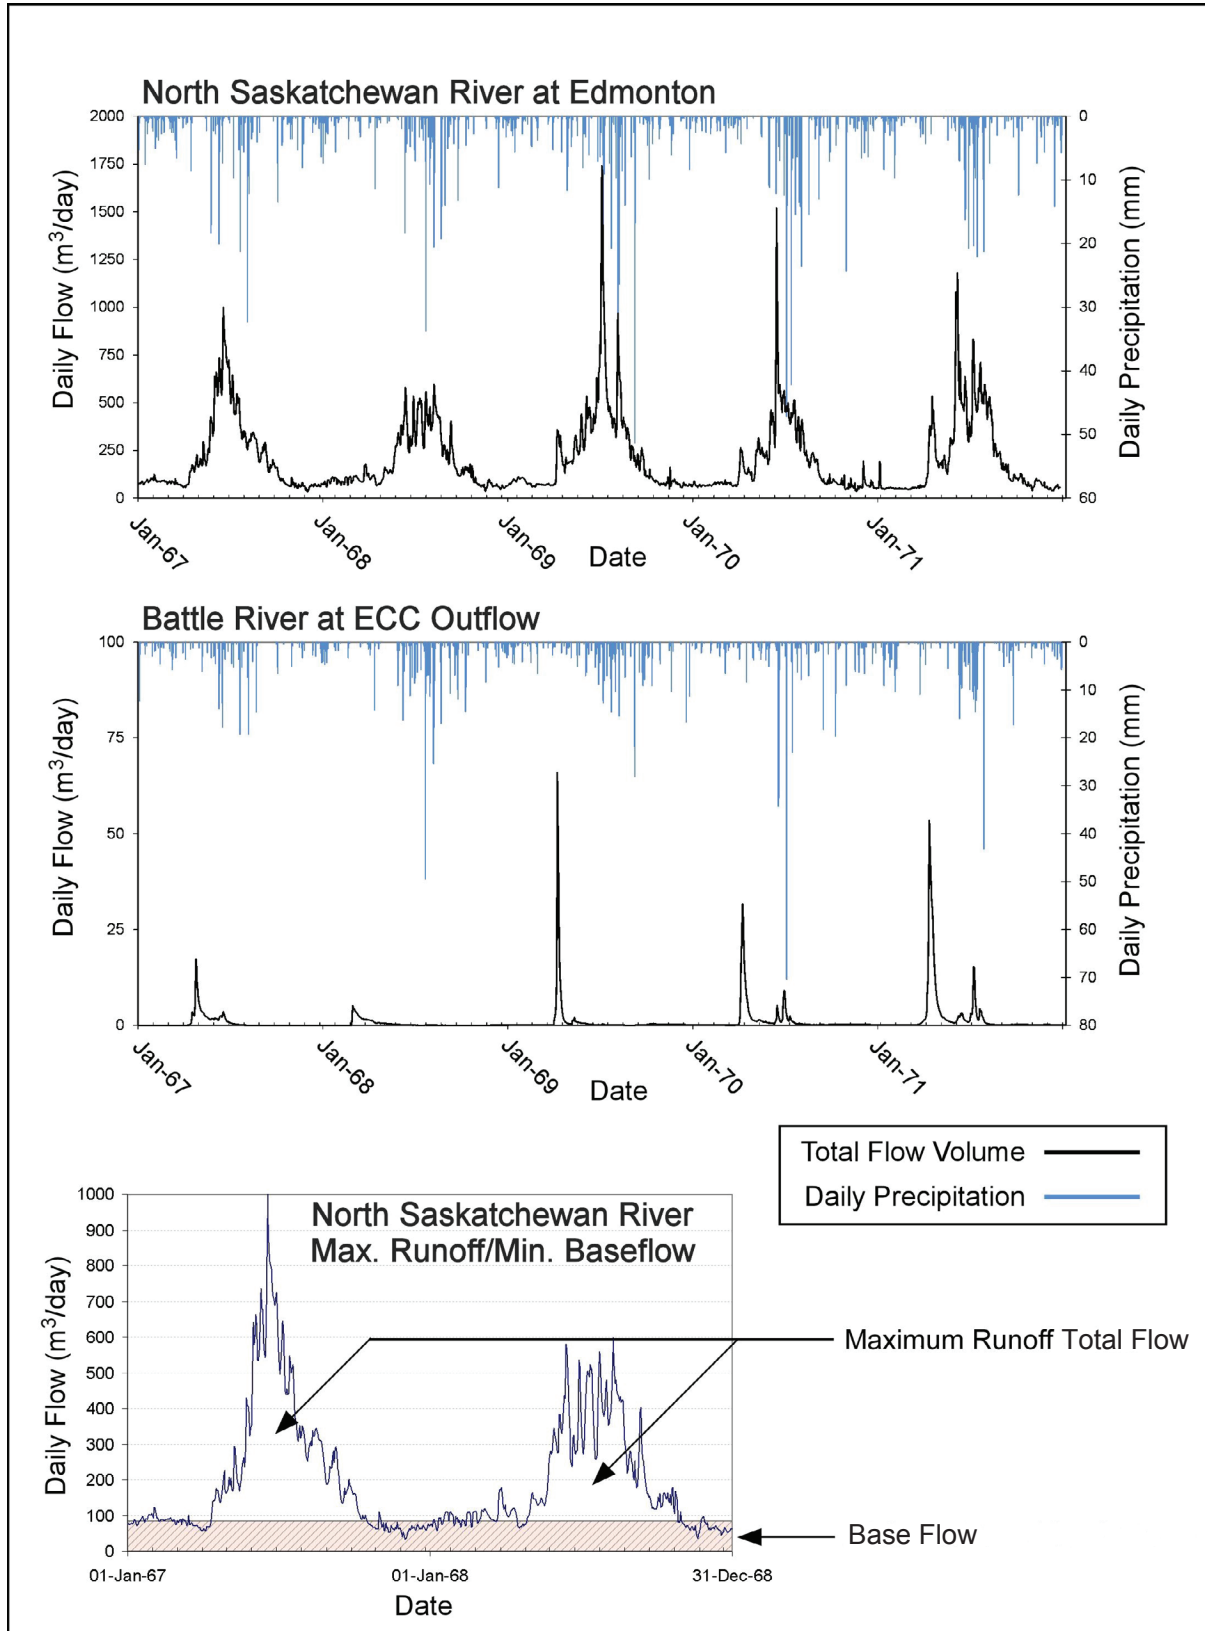 North Saskatchewan River at Edmonton
Daily Flow (m³/day)
2000
1750
1500
1250
1000
750
500
250
0
0
10
20
30
40
50
60
Daily Precipitation (mm)
Jan-67
Jan-68
Jan-69
Jan-70
Jan-71
Date
Battle River at ECC Outflow
Daily Flow (m³/day)
100
75
50
25
0
0
10
20
30
40
50
60
70
80
Daily Precipitation (mm)
Jan-67
Jan-68
Jan-69
Jan-70
Jan-71
Date
Total Flow Volume
Daily Precipitation
North Saskatchewan River
Max. Runoff/Min. Baseflow
Daily Flow (m³/day)
1000
900
800
700
600
500
400
300
200
100
0
01-Jan-67
01-Jan-68
31-Dec-68
Date
Maximum Runoff Total Flow
Base Flow